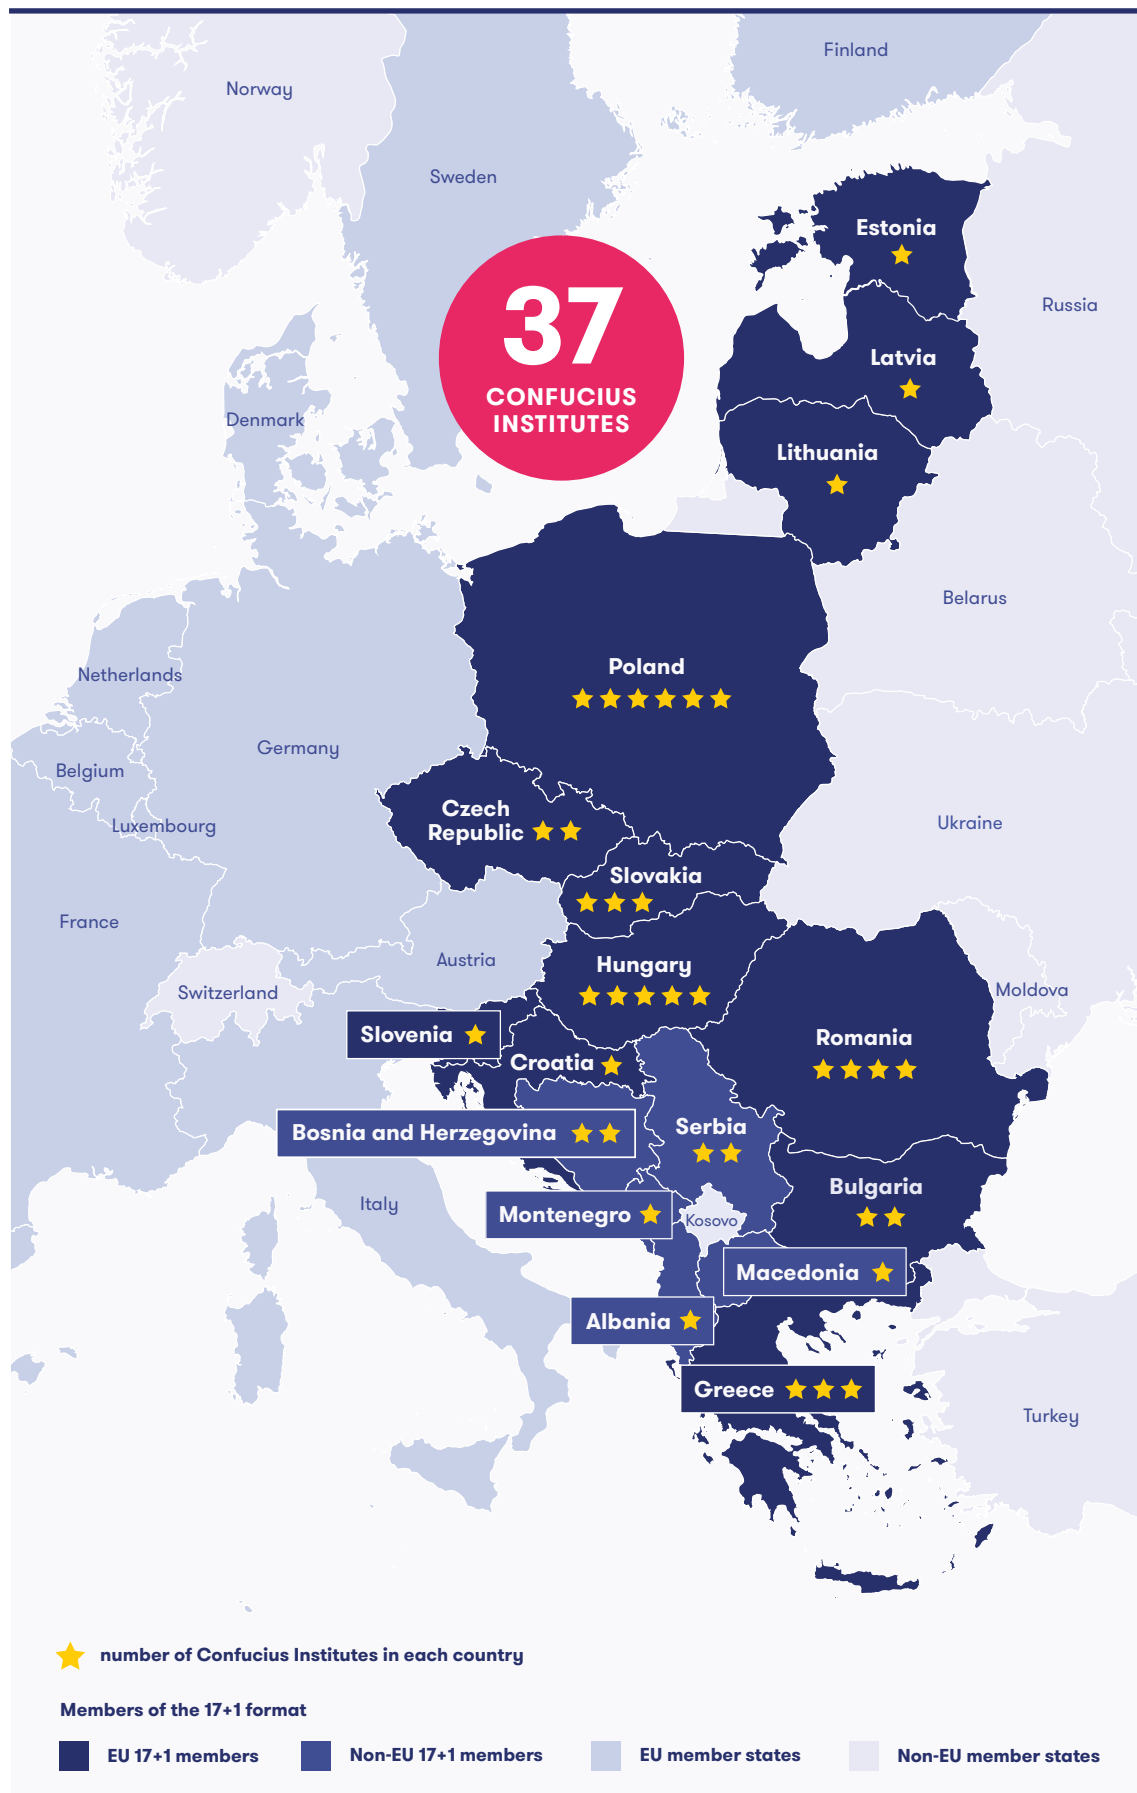 Finland
Norway
Sweden
Estonia
Russia
37
CONFUCIUS
INSTITUTES
Latvia
Denmark
Lithuania
Belarus
Poland
Netherlands
Germany
Belgium
Czech
Republic
Luxembourg
Ukraine
Slovakia
France
Austria
Hungary
Switzerland
Moldova
Slovenia
Romania
Croatia
Serbia
Bosnia and Herzegovina
Bulgaria
Italy
Montenegro
Kosovo
Macedonia
Albania
Greece
Turkey
number of Confucius Institutes in each country
Members of the 17+1 format
EU 17+1 members
Non-EU 17+1 members
EU member states
Non-EU member states